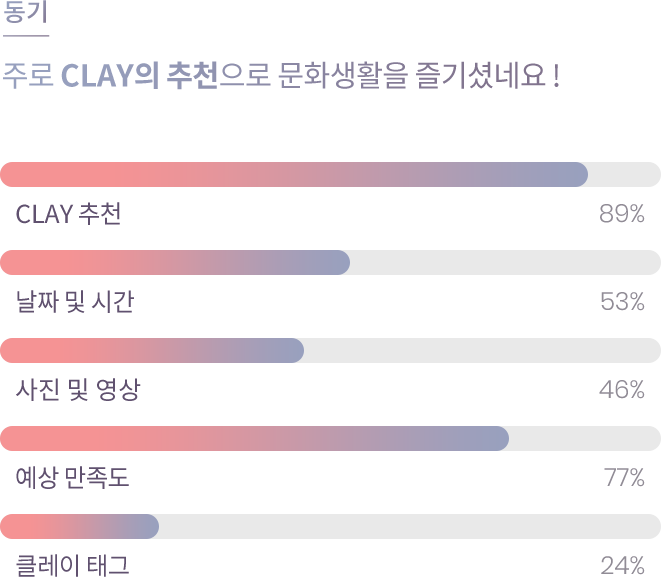 동기
주로 CLAY의 추천으로 문화생활을 즐기셨네요 !
CLAY 추천 89%
날짜 및 시간 53%
사진 및 영상 46%
예상 만족도 77%
클레이 태그 24%